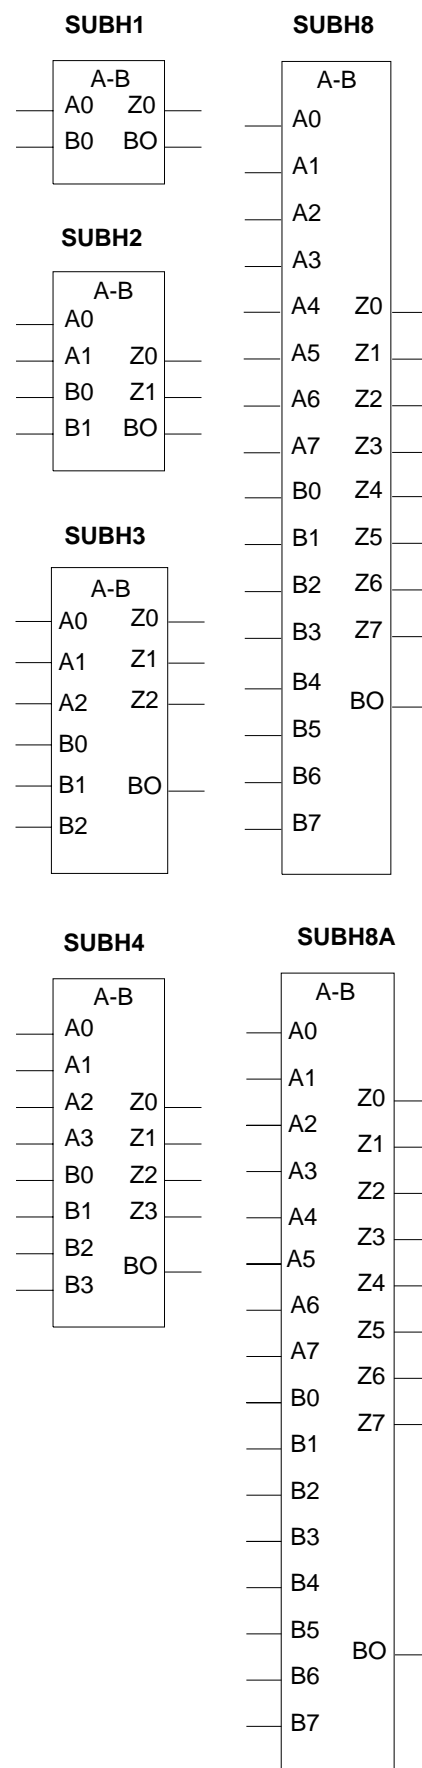 SUBH1
A-B
A0 Z0
B0 BO
SUBH2
A-B
A0
A1 Z0
B0 Z1
B1 BO
SUBH3
A-B
A0 Z0
A1 Z1
A2 Z2
B0
B1 BO
B2
SUBH4
A-B
A0
A1
A2 Z0
A3 Z1
B0 Z2
B1 Z3
B2
BO
B3
SUBH8
A-B
A0
A1
A2
A3
A4 Z0
A5 Z1
A6 Z2
A7 Z3
B0 Z4
B1 Z5
B2 Z6
B3 Z7
B4
BO
B5
B6
B7
SUBH8A
A-B
A0
A1
Z0
A2
Z1
A3
Z2
A4
Z3
A5
Z4
A6
Z5
A7
Z6
B0
Z7
B1
B2
B3
B4
B5
BO
B6
B7